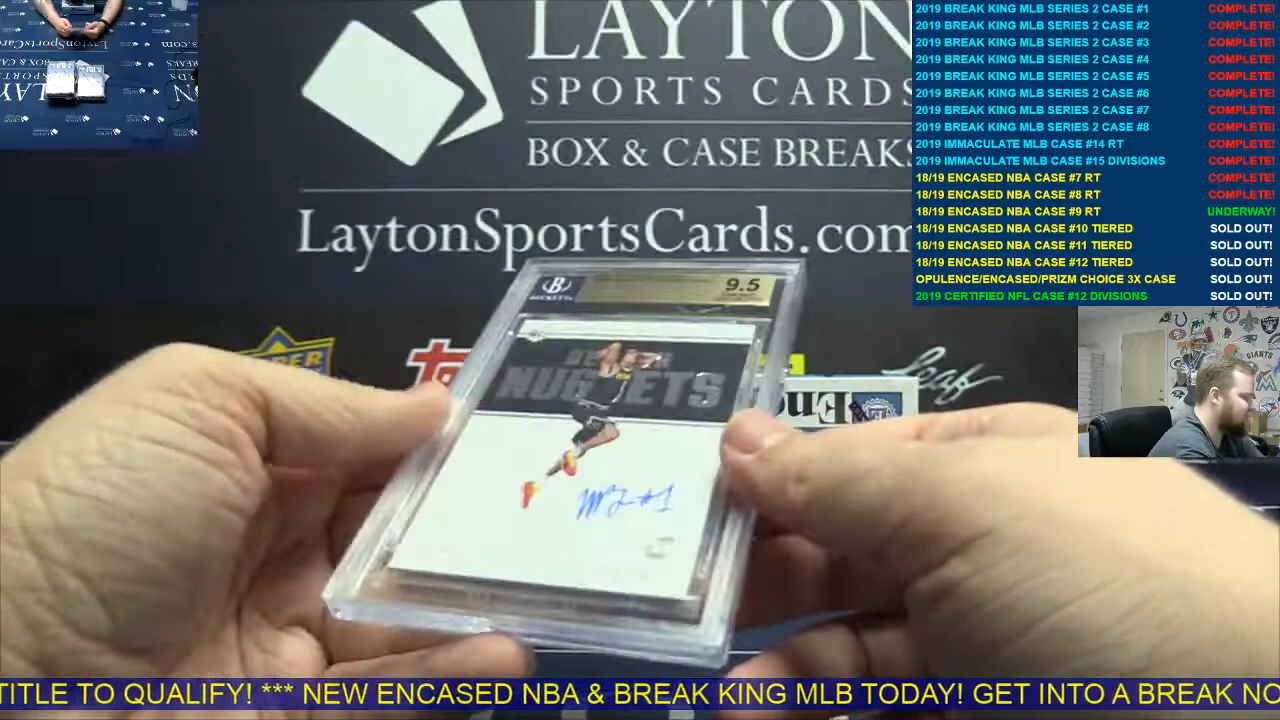 LAYTON
SPORTS CARDS
BOX & CASE BREAKS
LaytonSportsCards.com
2019 BREAK KING MLB SERIES 2 CASE #1 COMPLETE!
2019 BREAK KING MLB SERIES 2 CASE #2 COMPLETE!
2019 BREAK KING MLB SERIES 2 CASE #3 COMPLETE!
2019 BREAK KING MLB SERIES 2 CASE #4 COMPLETE!
2019 BREAK KING MLB SERIES 2 CASE #5 COMPLETE!
2019 BREAK KING MLB SERIES 2 CASE #6 COMPLETE!
2019 BREAK KING MLB SERIES 2 CASE #7 COMPLETE!
2019 BREAK KING MLB SERIES 2 CASE #8 COMPLETE!
2019 IMMACULATE MLB CASE #14 RT COMPLETE!
2019 IMMACULATE MLB CASE #15 DIVISIONS COMPLETE!
18/19 ENCASED NBA CASE #7 RT COMPLETE!
18/19 ENCASED NBA CASE #8 RT COMPLETE!
18/19 ENCASED NBA CASE #9 RT UNDERWAY!
18/19 ENCASED NBA CASE #10 TIERED SOLD OUT!
18/19 ENCASED NBA CASE #11 TIERED SOLD OUT!
18/19 ENCASED NBA CASE #12 TIERED SOLD OUT!
OPULENCE/ENCASED/PRIZM CHOICE 3X CASE SOLD OUT!
2019 CERTIFIED NFL CASE #12 DIVISIONS SOLD OUT!
BECKETT
9.5
NUGGETS
Leaf
GIANTS
TITLE TO QUALIFY! *** NEW ENCASED NBA & BREAK KING MLB TODAY! GET INTO A BREAK NO